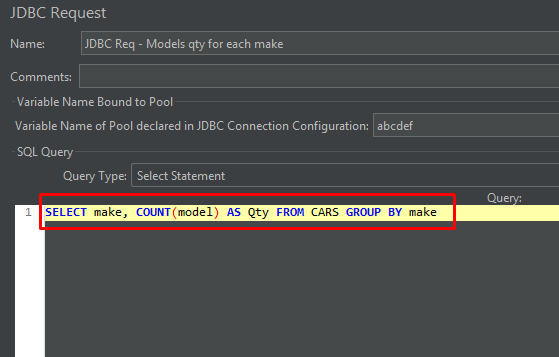 JDBC Request
Name: JDBC Req - Models qty for each make
Comments:
Variable Name Bound to Pool
Variable Name of Pool declared in JDBC Connection Configuration: abcdef
SQL Query
Query Type: Select Statement
Query:
1 SELECT make, COUNT(model) AS Qty FROM CARS GROUP BY make